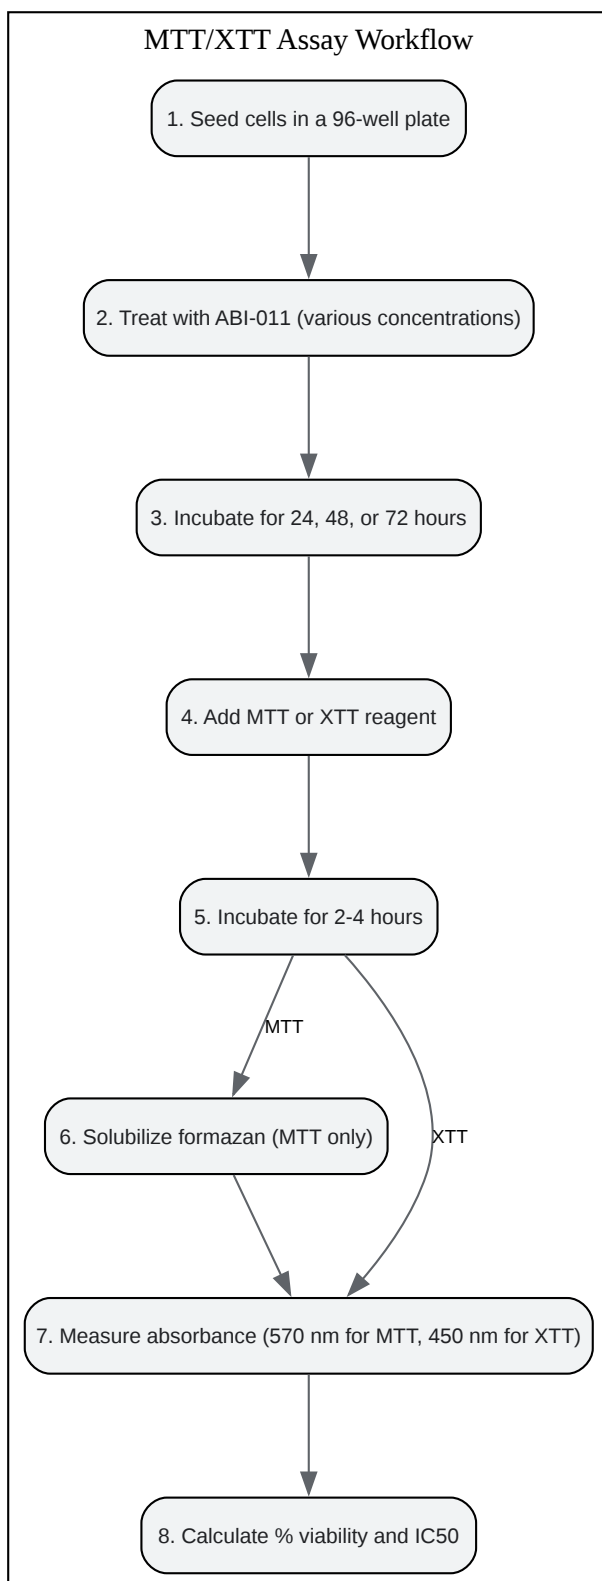 MTT/XTT Assay Workflow
1. Seed cells in a 96-well plate
2. Treat with ABI-011 (various concentrations)
3. Incubate for 24, 48, or 72 hours
4. Add MTT or XTT reagent
5. Incubate for 2-4 hours
MTT
6. Solubilize formazan (MTT only)
XTT
7. Measure absorbance (570 nm for MTT, 450 nm for XTT)
8. Calculate % viability and IC50